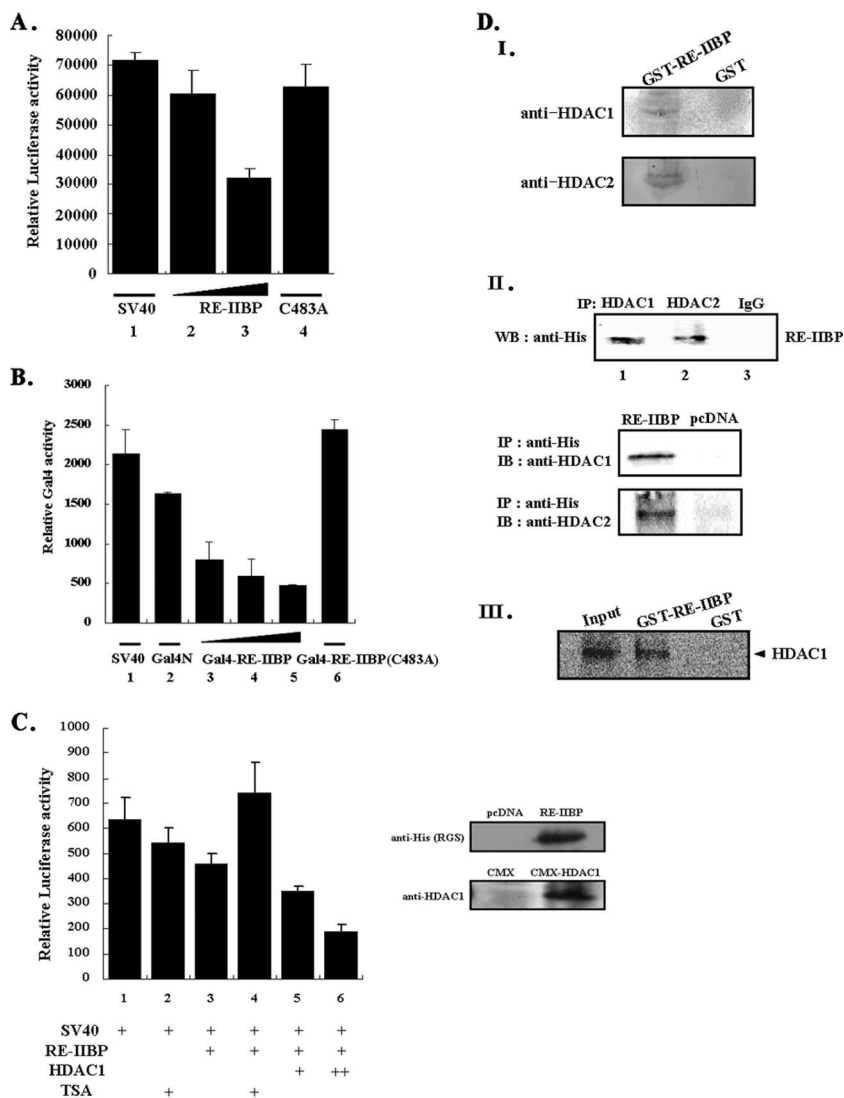 A.
Relative Luciferase activity
80000
70000
60000
50000
40000
30000
20000
10000
0
SV40 RE-IIBP C483A
1 2 3 4
B.
Relative Gal4 activity
3000
2500
2000
1500
1000
500
0
SV40 Gal4N Gal4-RE-IIBP Gal4-RE-IIBP(C483A)
1 2 3 4 5 6
C.
Relative Luciferase activity
1000
900
800
700
600
500
400
300
200
100
0
1 2 3 4 5 6
SV40 + + + + + +
RE-IIBP + + + +
HDAC1 + ++
TSA + +
pcDNA RE-IIBP
anti-His (RGS)
CMX CMX-HDAC1
anti-HDAC1
D.
I.
GST-RE-IIBP GST
anti-HDAC1
anti-HDAC2
II.
IP: HDAC1 HDAC2 IgG
WB : anti-His RE-IIBP
1 2 3
RE-IIBP pcDNA
IP : anti-His
IB : anti-HDAC1
IP : anti-His
IB : anti-HDAC2
III.
Input GST-RE-IIBP GST
HDAC1